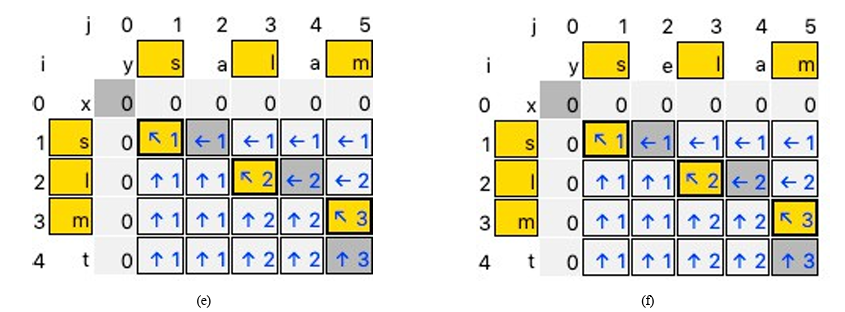 j 0 1 2 3 4 5
i y s a l a m
0 x 0 0 0 0 0 0
1 s 0 ↖ 1 ← 1 ← 1 ← 1 ← 1
2 l 0 ↑ 1 ↑ 1 ↖ 2 ← 2 ← 2
3 m 0 ↑ 1 ↑ 1 ↑ 2 ↑ 2 ↖ 3
4 t 0 ↑ 1 ↑ 1 ↑ 2 ↑ 2 ↑ 3
(e)
j 0 1 2 3 4 5
i y s e l a m
0 x 0 0 0 0 0 0
1 s 0 ↖ 1 ← 1 ← 1 ← 1 ← 1
2 l 0 ↑ 1 ↑ 1 ↖ 2 ← 2 ← 2
3 m 0 ↑ 1 ↑ 1 ↑ 2 ↑ 2 ↖ 3
4 t 0 ↑ 1 ↑ 1 ↑ 2 ↑ 2 ↑ 3
(f)